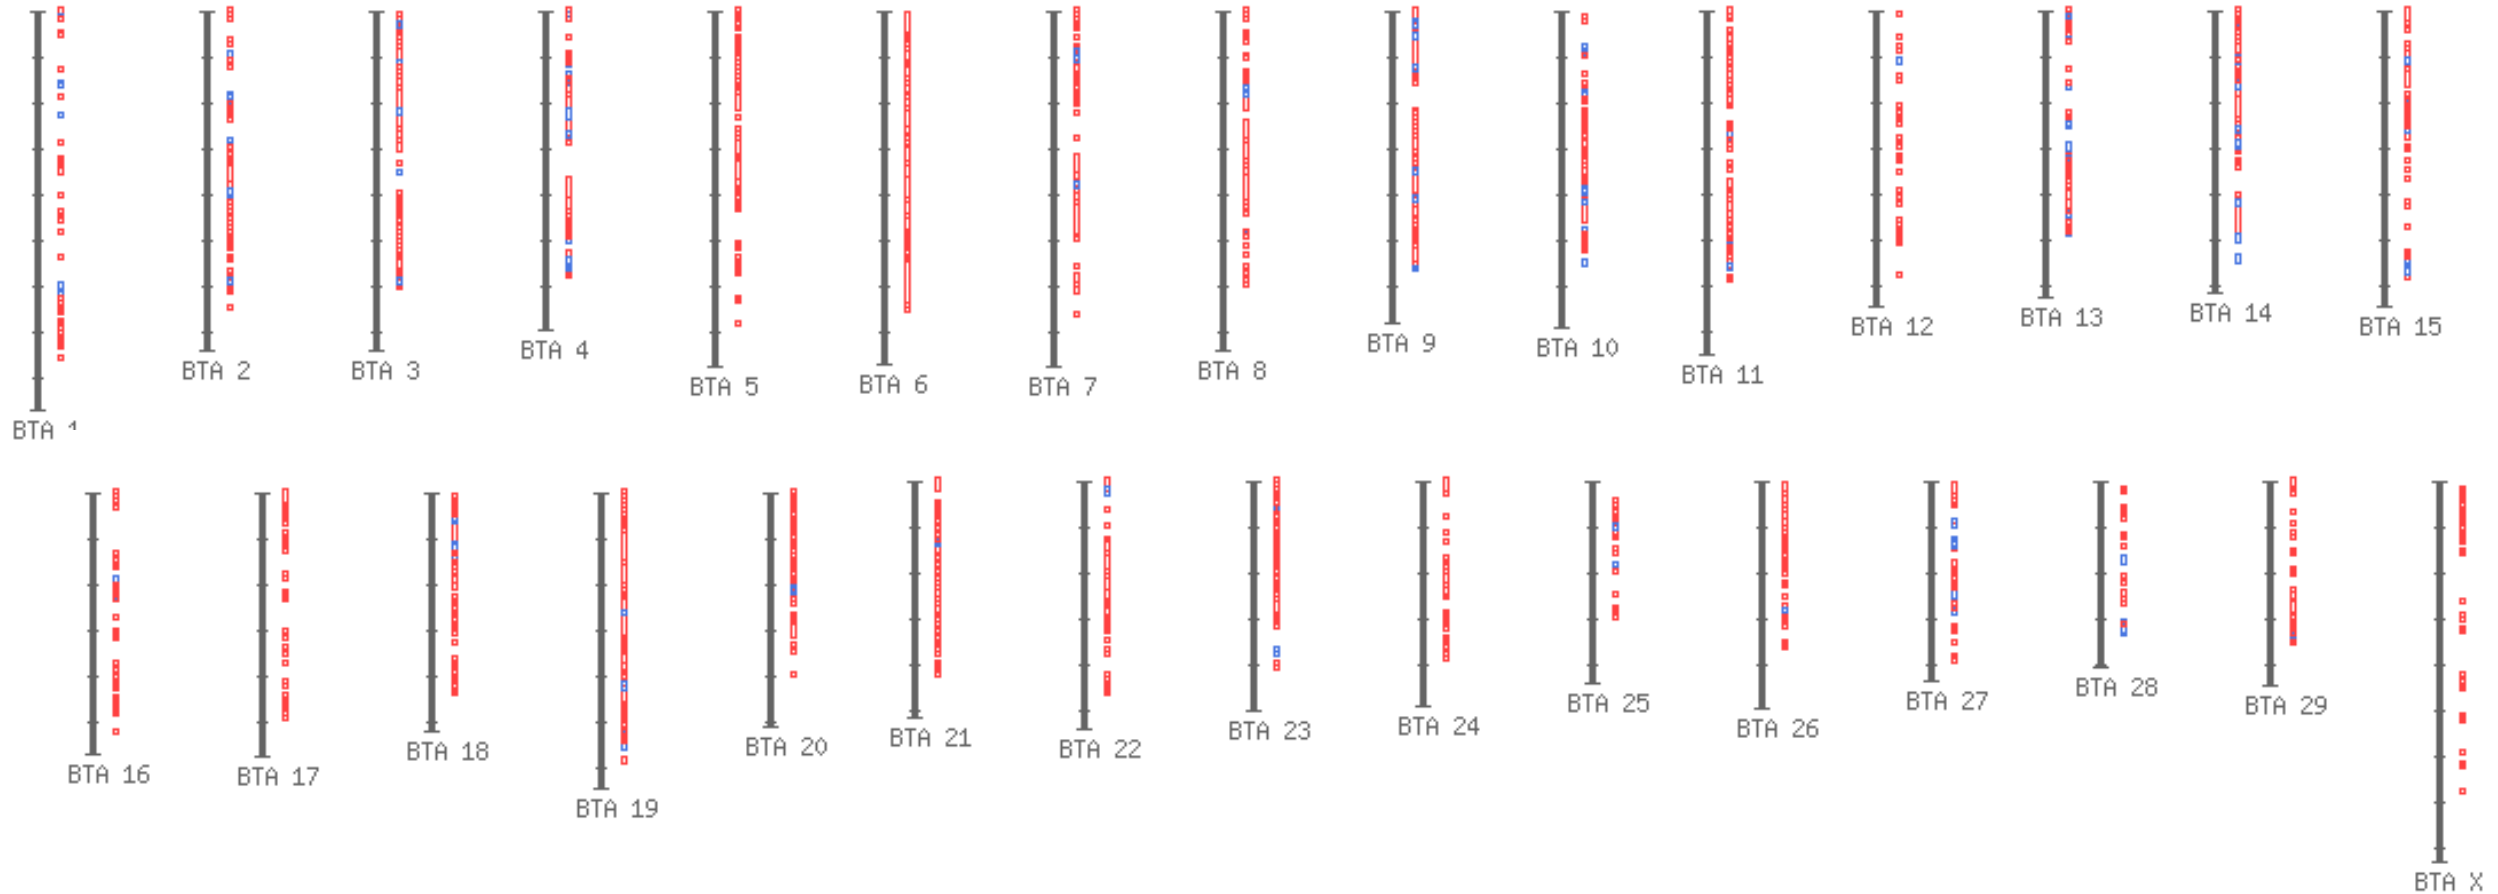 BTA 1
BTA 2
BTA 3
BTA 4
BTA 5
BTA 6
BTA 7
BTA 8
BTA 9
BTA 10
BTA 11
BTA 12
BTA 13
BTA 14
BTA 15
BTA 16
BTA 17
BTA 18
BTA 19
BTA 20
BTA 21
BTA 22
BTA 23
BTA 24
BTA 25
BTA 26
BTA 27
BTA 28
BTA 29
BTA X